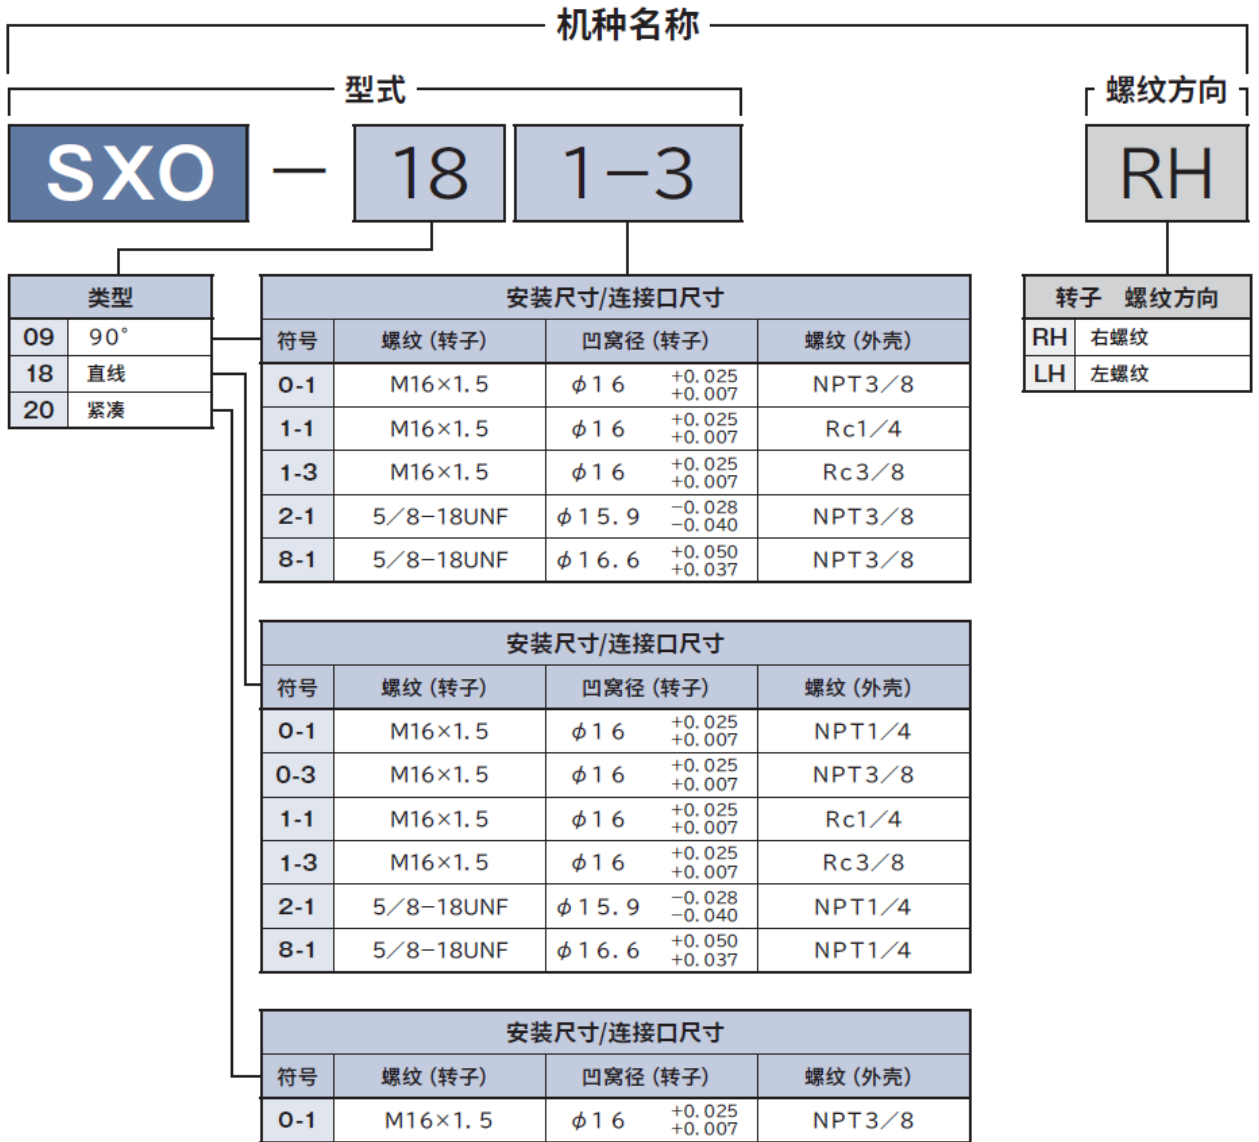 机种名称
型式 螺纹方向
SXO － 18 1－3 RH
类型
09 90°
18 直线
20 紧凑
安装尺寸/连接口尺寸
符号 螺纹（转子） 凹窝径（转子） 螺纹（外壳）
0-1 M16×1.5 φ16 +0.025 +0.007 NPT3／8
1-1 M16×1.5 φ16 +0.025 +0.007 Rc1／4
1-3 M16×1.5 φ16 +0.025 +0.007 Rc3／8
2-1 5／8−18UNF φ15.9 −0.028 −0.040 NPT3／8
8-1 5／8−18UNF φ16.6 +0.050 +0.037 NPT3／8
转子 螺纹方向
RH 右螺纹
LH 左螺纹
安装尺寸/连接口尺寸
符号 螺纹（转子） 凹窝径（转子） 螺纹（外壳）
0-1 M16×1.5 φ16 +0.025 +0.007 NPT1／4
0-3 M16×1.5 φ16 +0.025 +0.007 NPT3／8
1-1 M16×1.5 φ16 +0.025 +0.007 Rc1／4
1-3 M16×1.5 φ16 +0.025 +0.007 Rc3／8
2-1 5／8−18UNF φ15.9 −0.028 −0.040 NPT1／4
8-1 5／8−18UNF φ16.6 +0.050 +0.037 NPT1／4
安装尺寸/连接口尺寸
符号 螺纹（转子） 凹窝径（转子） 螺纹（外壳）
0-1 M16×1.5 φ16 +0.025 +0.007 NPT3／8